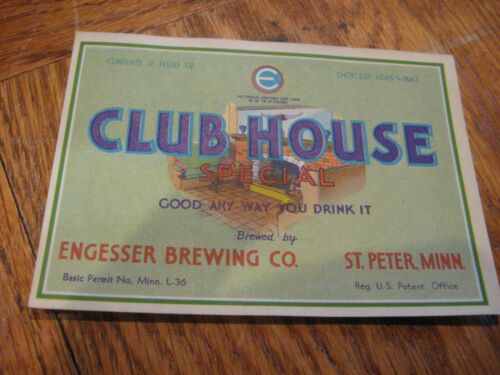 CONTENTS 12 FLUID OZ.
E
CHOICEST HOPS AND MALT
CLUB HOUSE
SPECIAL
GOOD ANY WAY YOU DRINK IT
Brewed by
ENGESSER BREWING CO. ST. PETER, MINN.
Basic Permit No. Minn. L-36 Reg. U.S. Patent Office